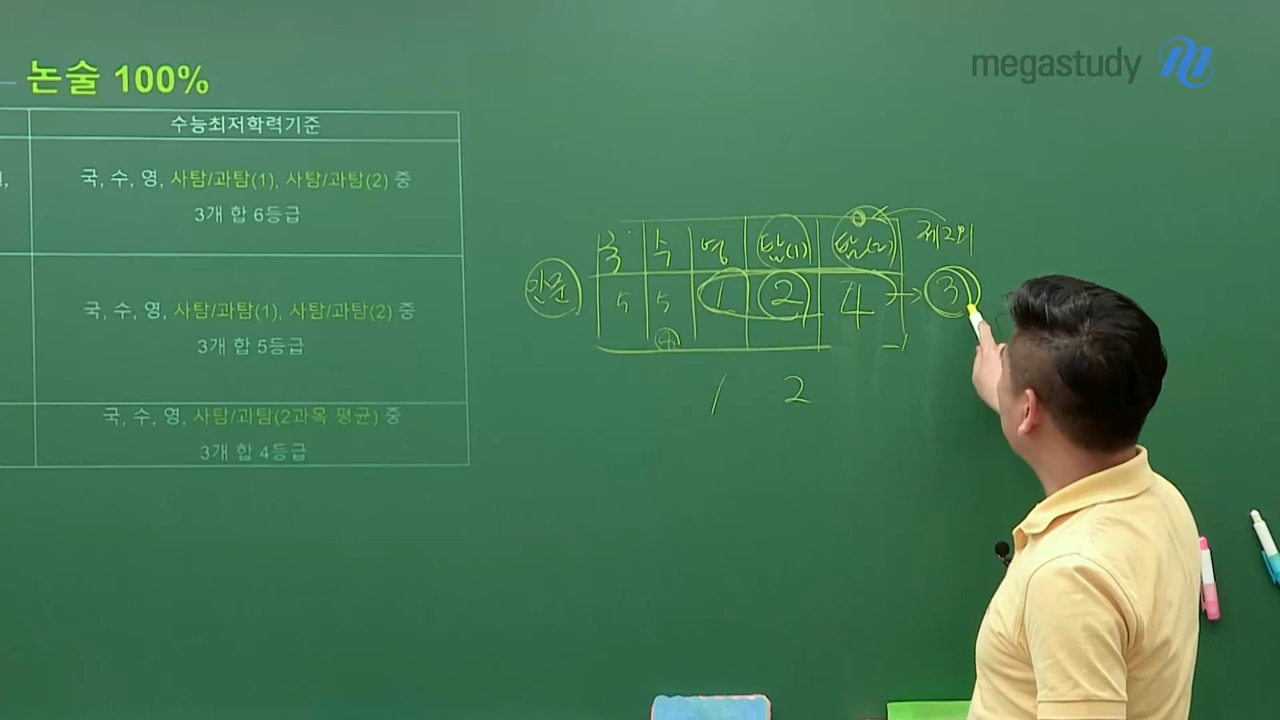 megastudy
논술 100%
수능최저학력기준
국, 수, 영, 사탐/과탐(1), 사탐/과탐(2) 중
3개 합 6등급
국, 수, 영, 사탐/과탐(1), 사탐/과탐(2) 중
3개 합 5등급
국, 수, 영, 사탐/과탐(2과목 평균) 중
3개 합 4등급
국 수 영 탐(1) 탐(2) 제2외
인문 5 5 1 2 4 → 3
1 2